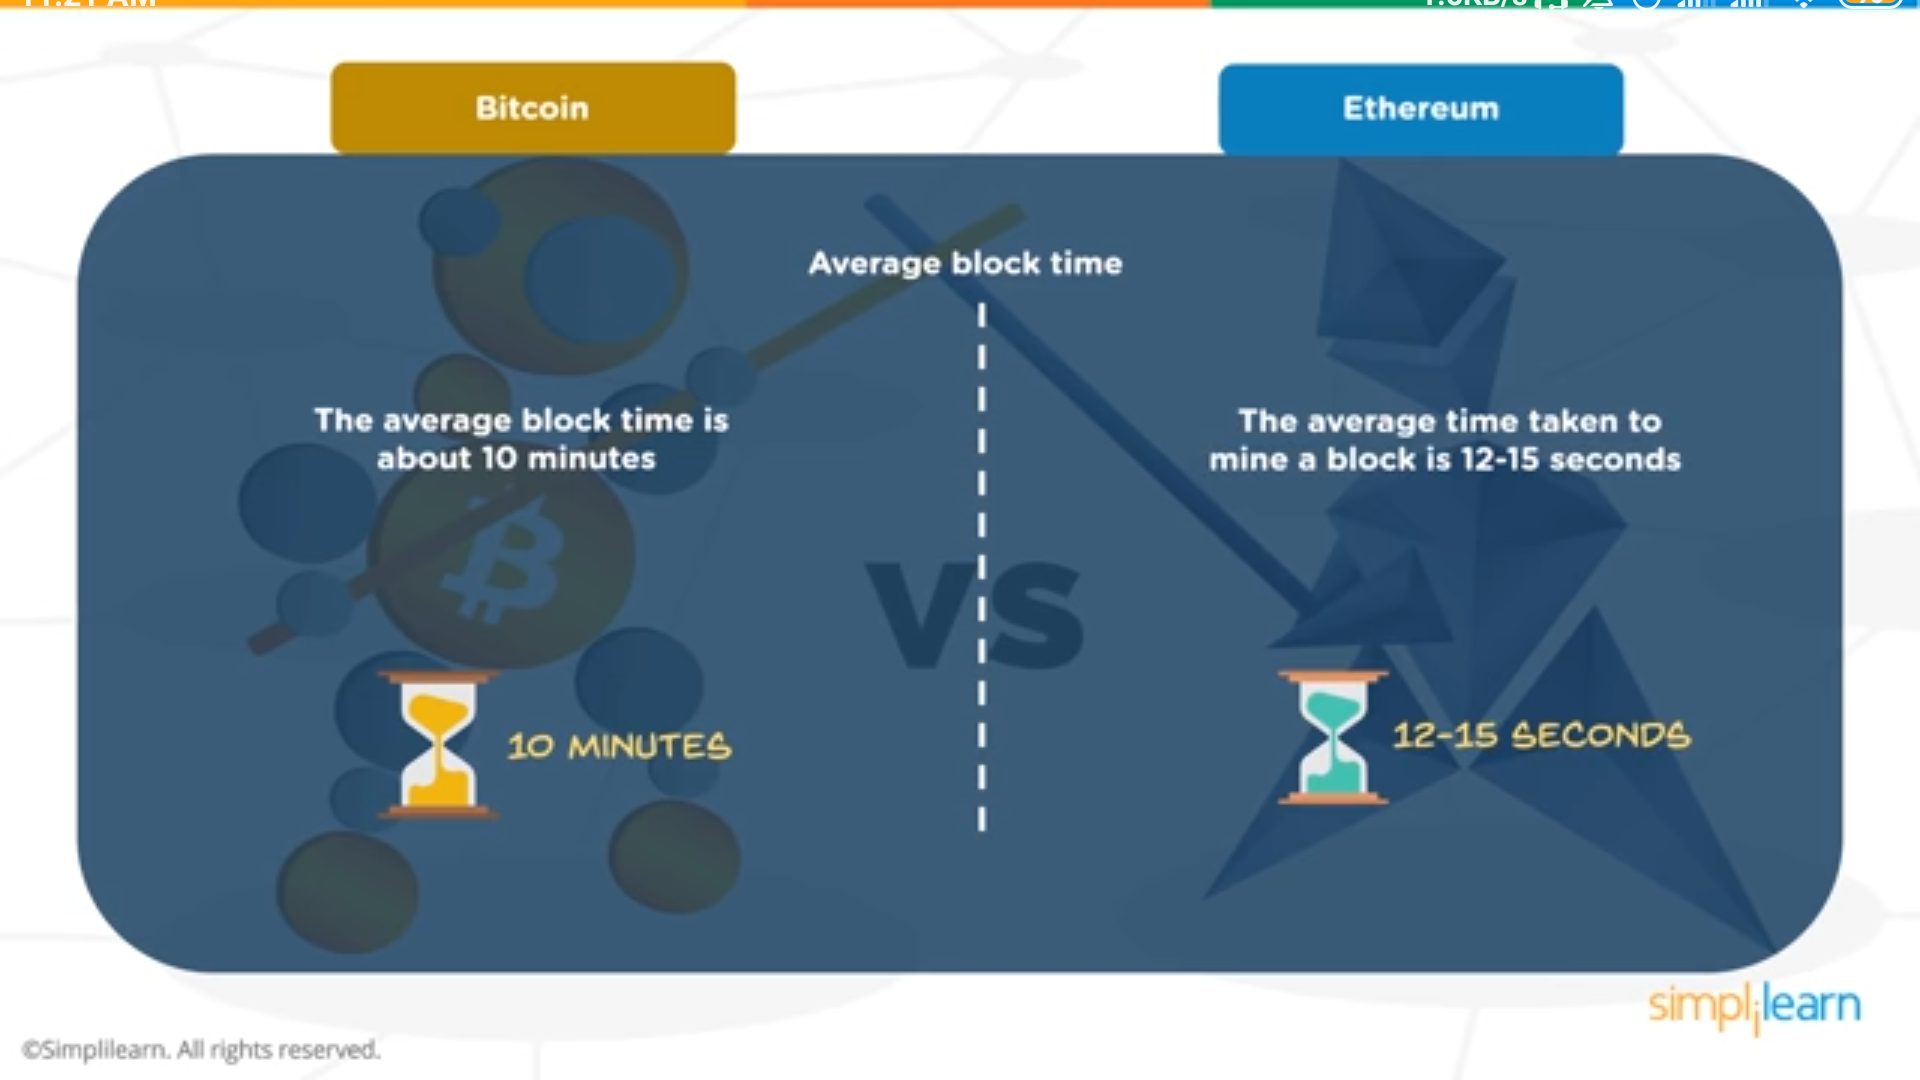 Bitcoin
Ethereum
Average block time
The average block time is
about 10 minutes
The average time taken to
mine a block is 12-15 seconds
VS
10 MINUTES
12-15 SECONDS
simplilearn
©Simplilearn. All rights reserved.